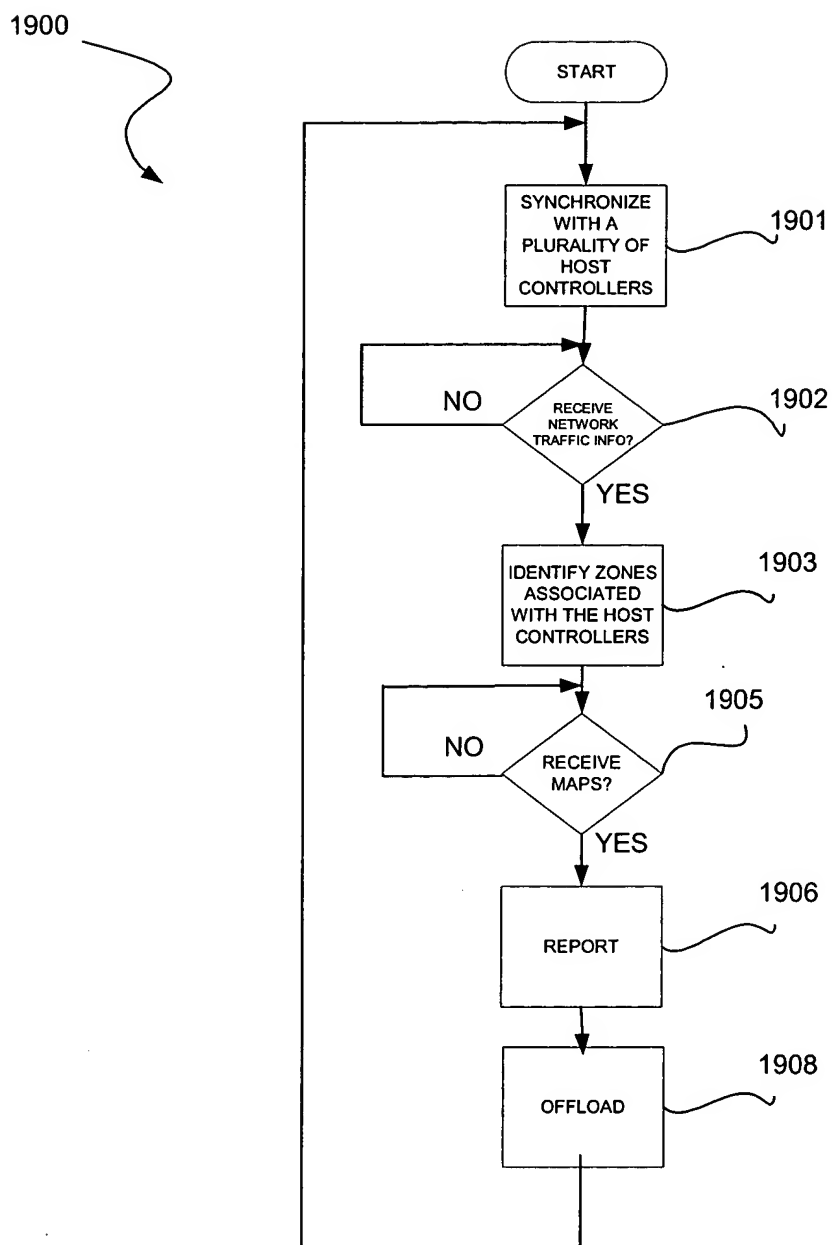 1900
START
SYNCHRONIZE
WITH A
PLURALITY OF
HOST
CONTROLLERS
1901
RECEIVE
NETWORK
TRAFFIC INFO?
NO
1902
YES
IDENTIFY ZONES
ASSOCIATED
WITH THE HOST
CONTROLLERS
1903
RECEIVE
MAPS?
NO
1905
YES
REPORT
1906
OFFLOAD
1908